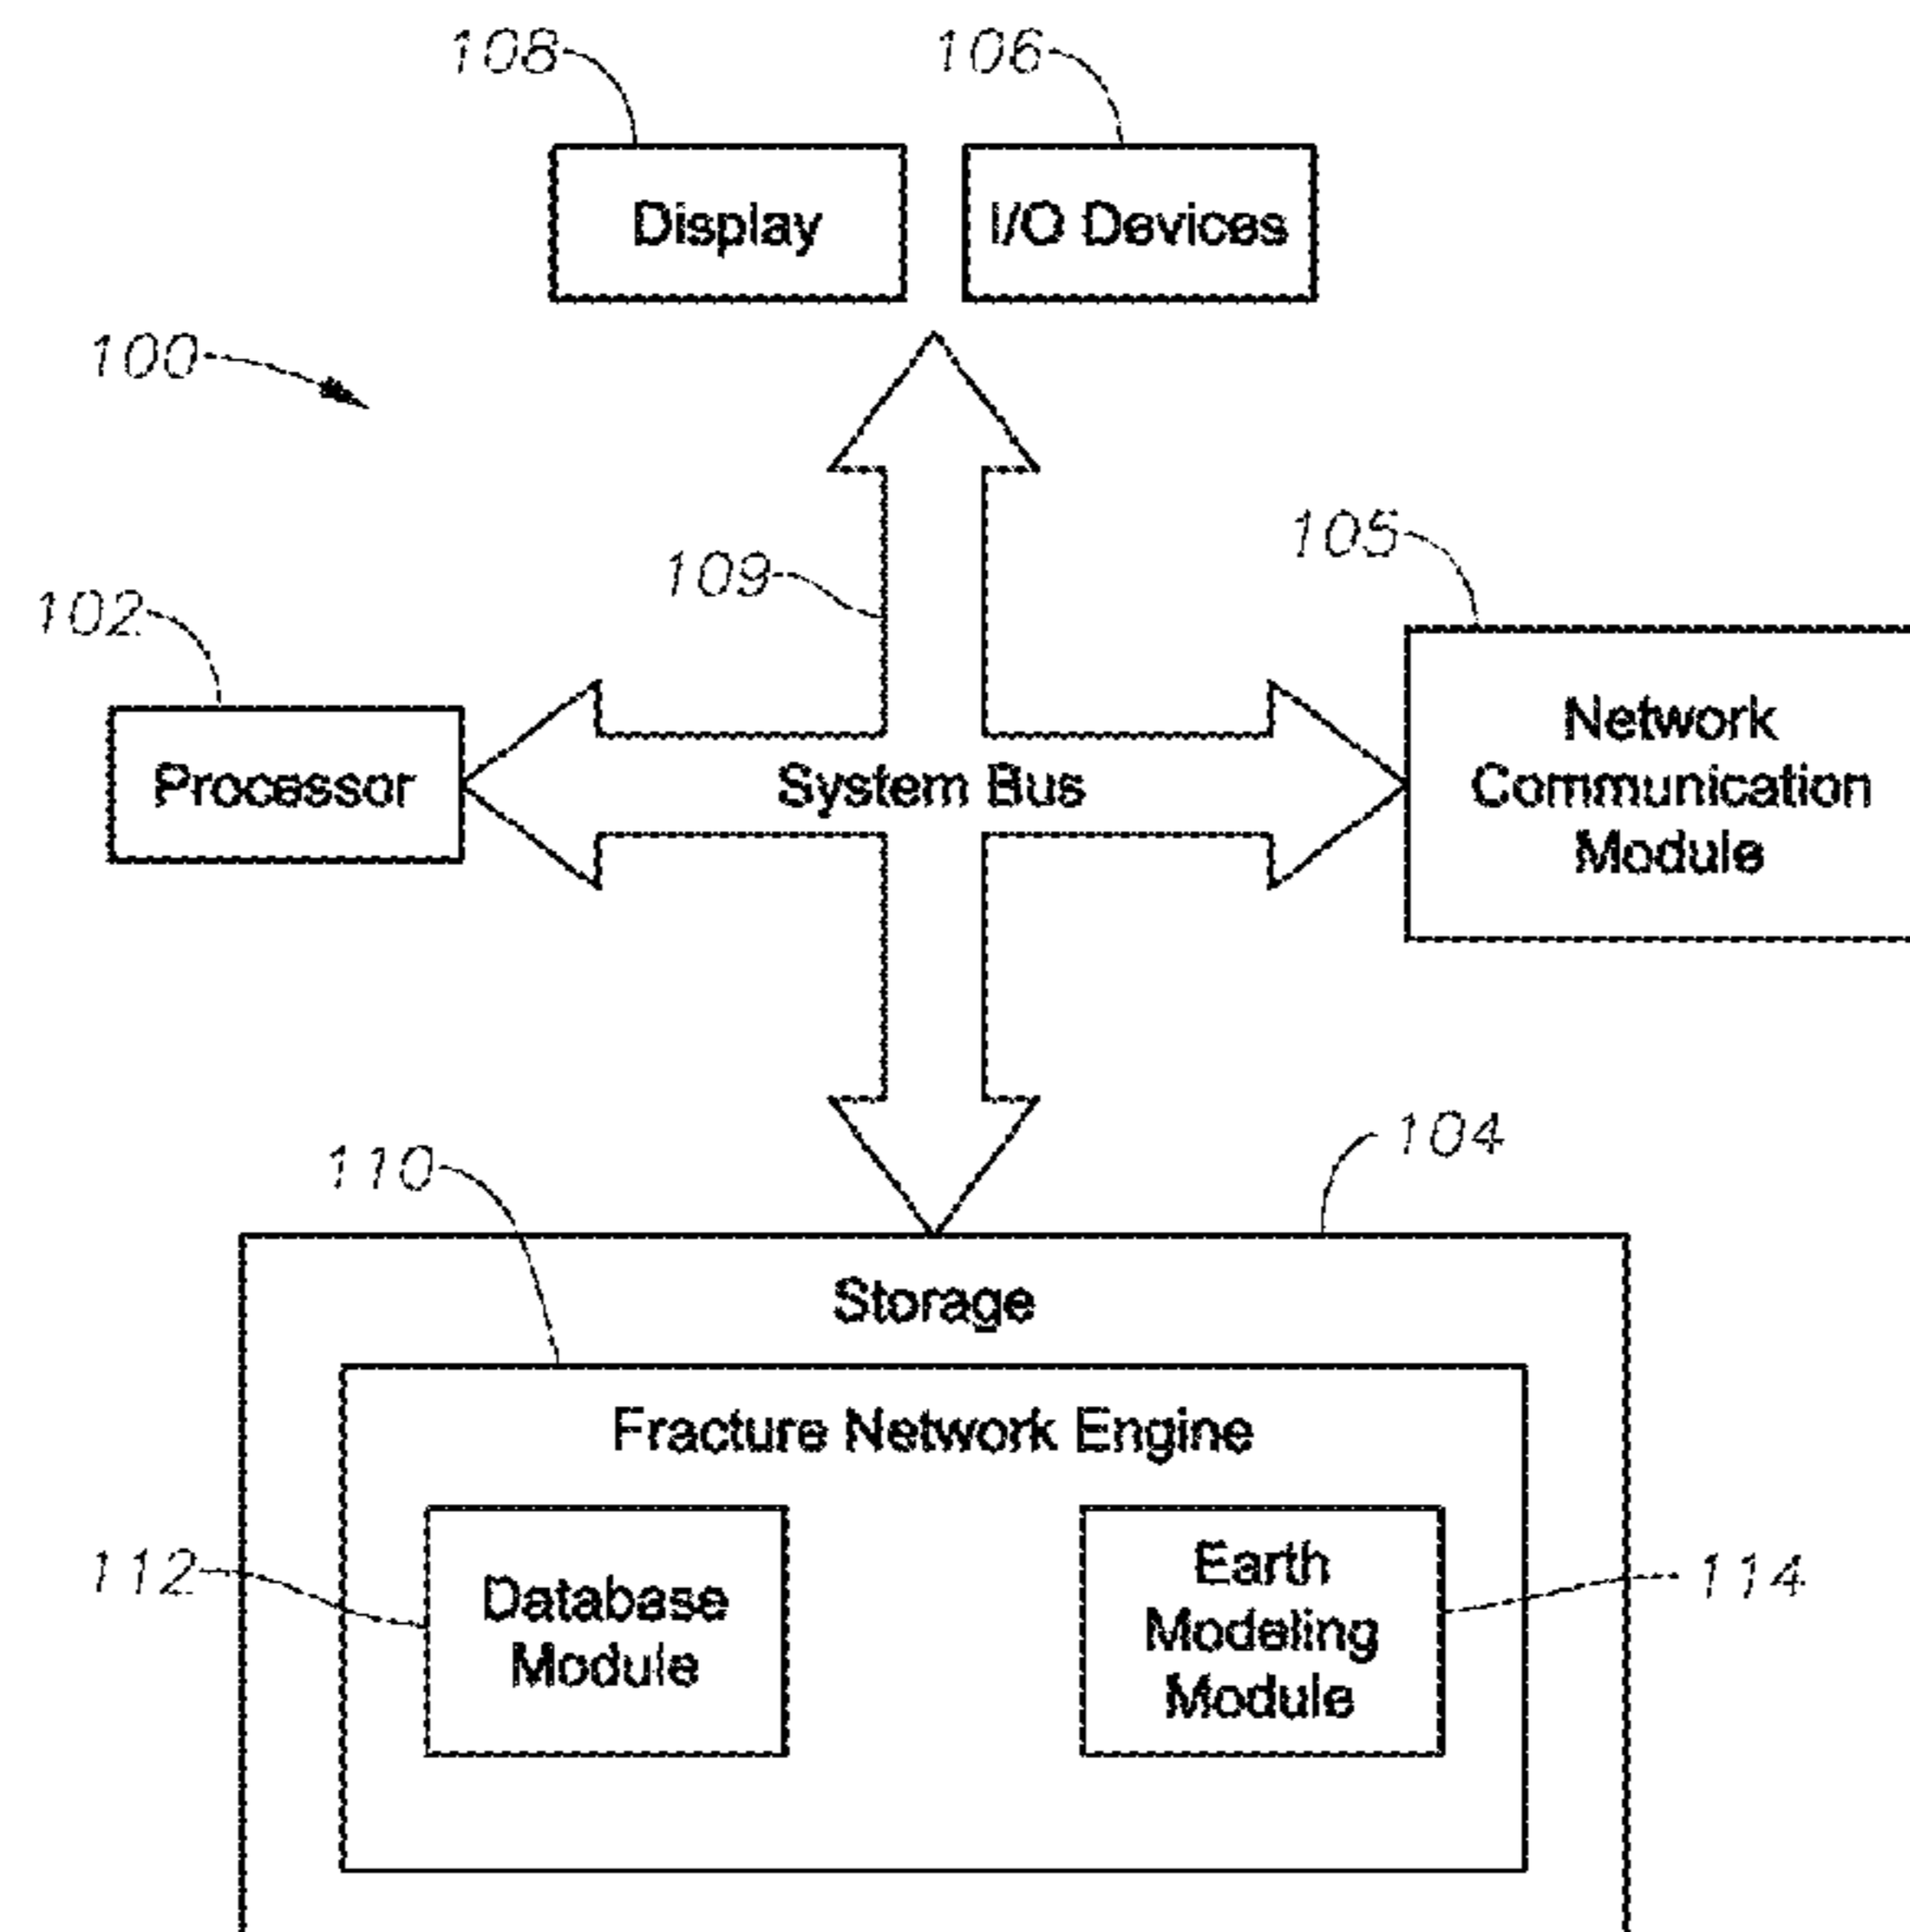 108
106
Display
I/O Devices
100
109
105
102
Network
Communication
Module
Processor
System Bus
110
104
Storage
Fracture Network Engine
112
Database
Module
Earth
Modeling
Module
114